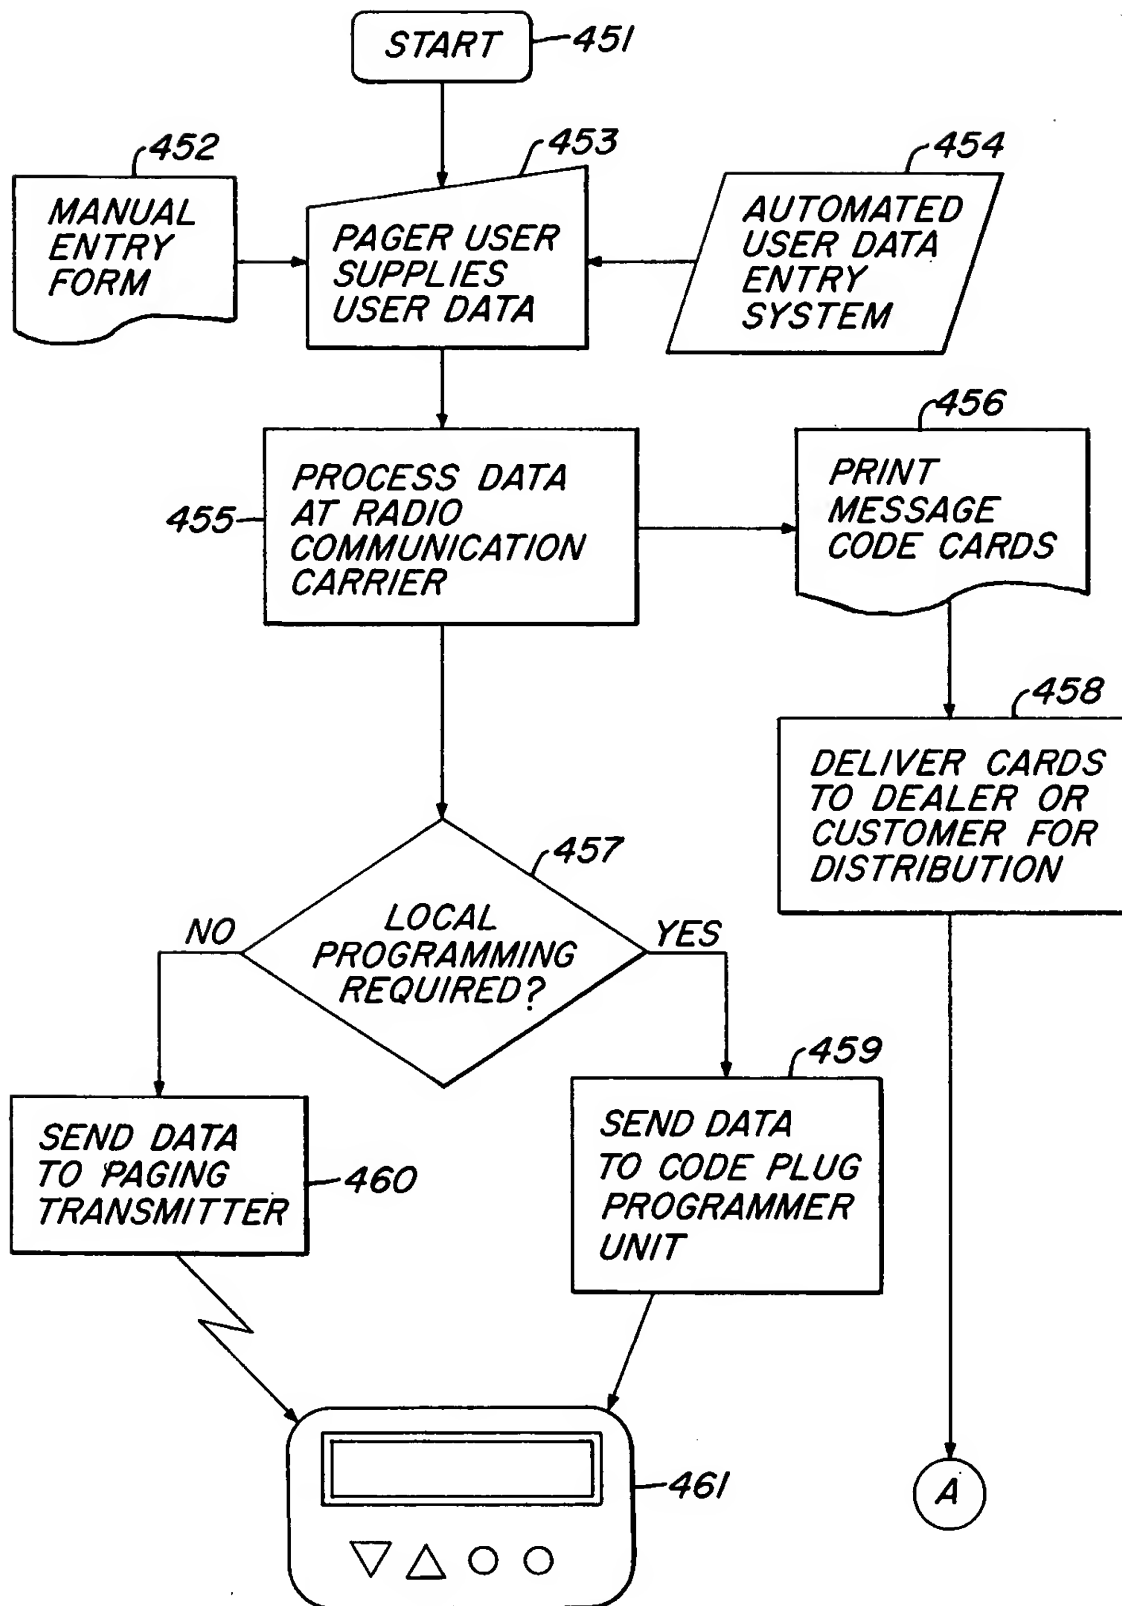 START
451
452
453
454
MANUAL
ENTRY
FORM
PAGER USER
SUPPLIES
USER DATA
AUTOMATED
USER DATA
ENTRY
SYSTEM
455
PROCESS DATA
AT RADIO
COMMUNICATION
CARRIER
456
PRINT
MESSAGE
CODE CARDS
458
DELIVER CARDS
TO DEALER OR
CUSTOMER FOR
DISTRIBUTION
457
LOCAL
PROGRAMMING
REQUIRED?
NO
YES
459
SEND DATA
TO PAGING
TRANSMITTER
460
SEND DATA
TO CODE PLUG
PROGRAMMER
UNIT
461
A